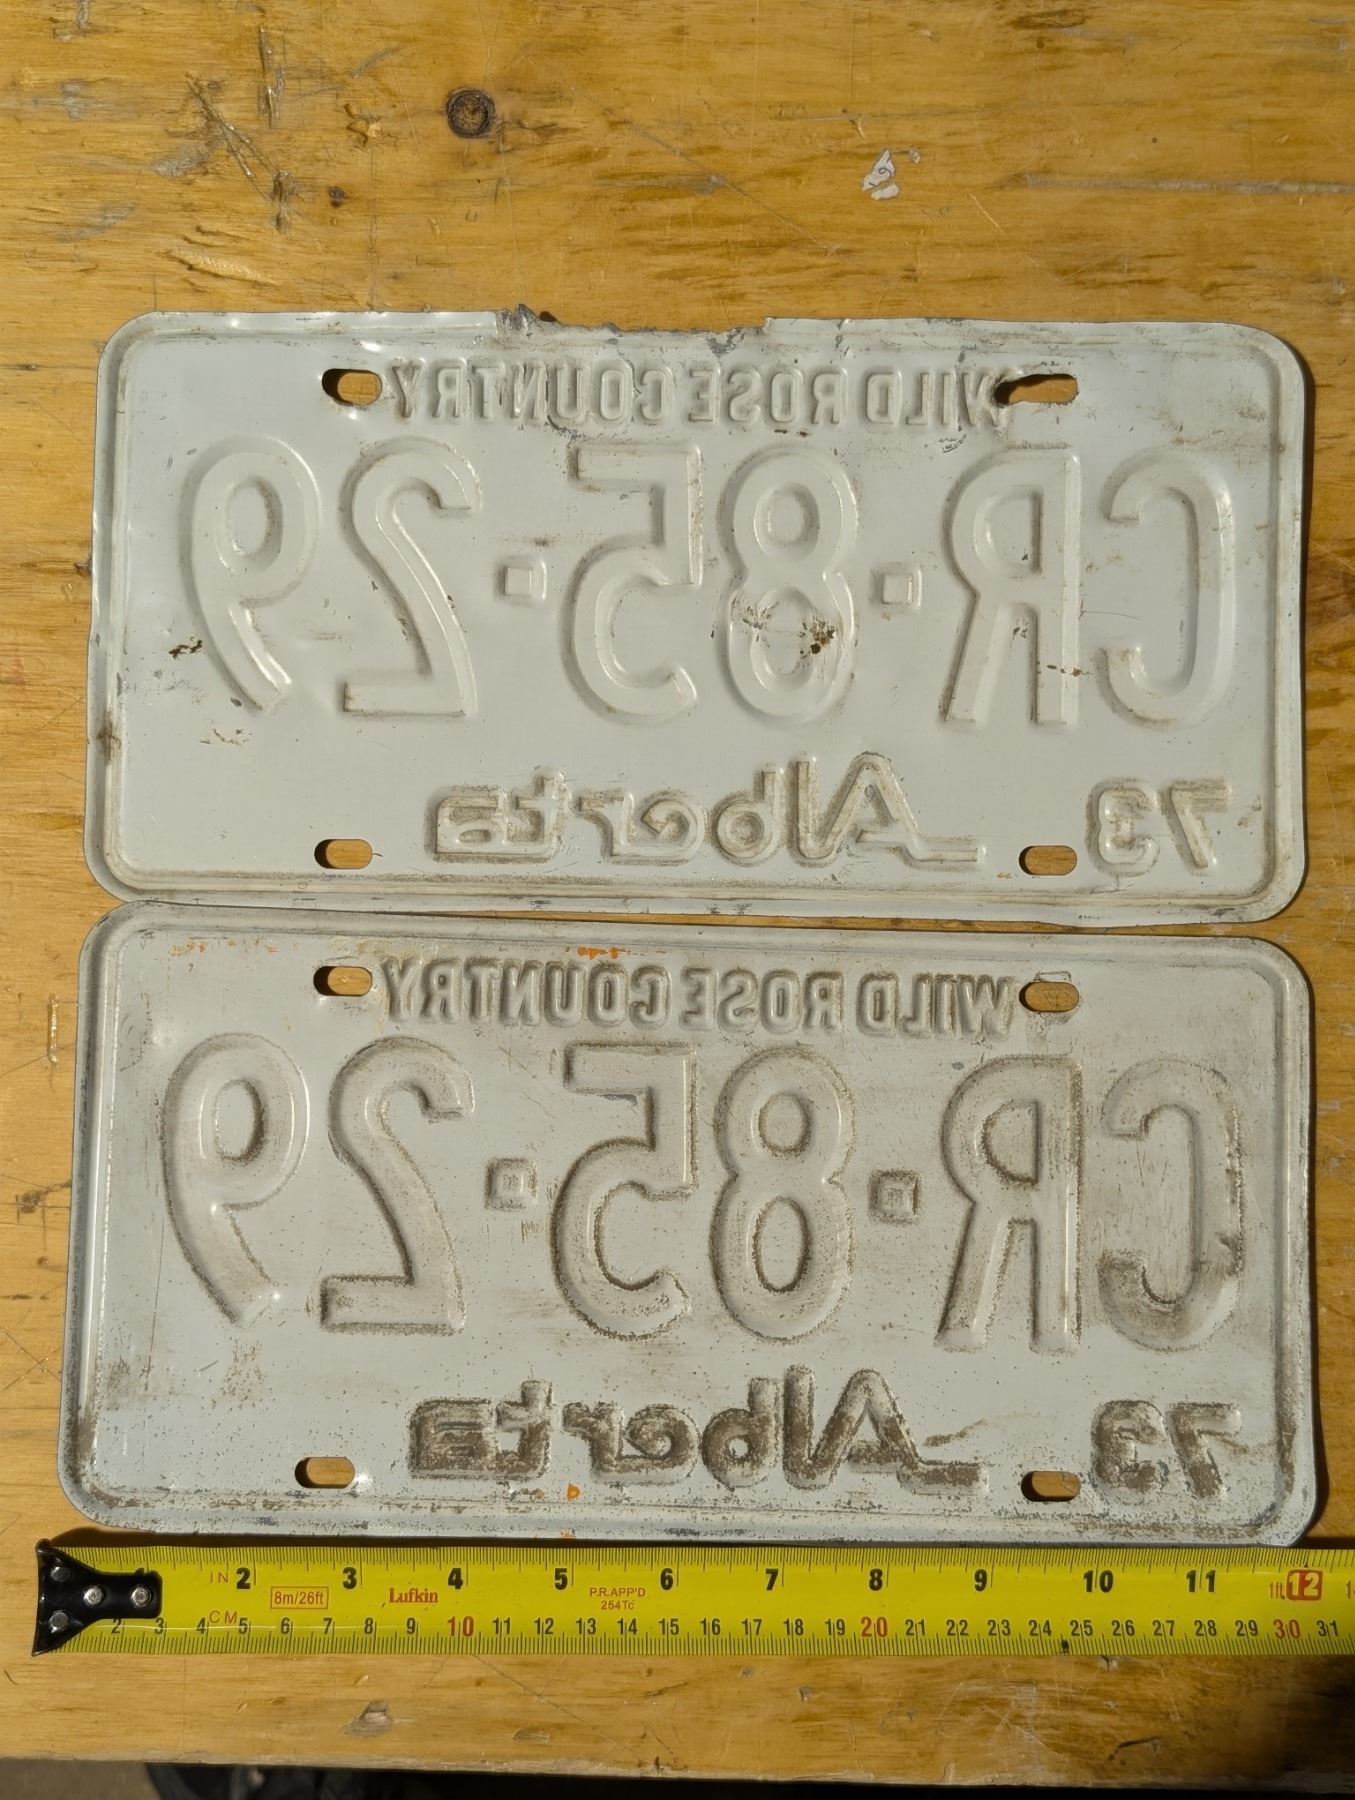 WILD ROSE COUNTRY
CR·85·29
73 Alberta
WILD ROSE COUNTRY
CR·85·29
73 Alberta
IN 2 3 4 5 6 7 8 9 10 11 1ft 12
8m/26ft Lufkin P.R.APP'D
254Tc
CM 2 3 4 5 6 7 8 9 10 11 12 13 14 15 16 17 18 19 20 21 22 23 24 25 26 27 28 29 30 31